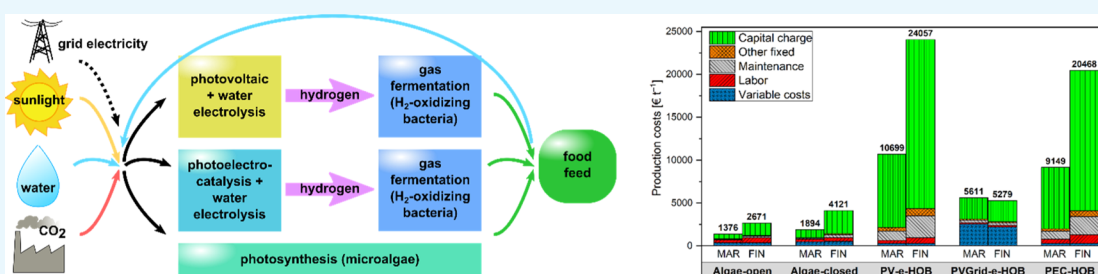 grid electricity
sunlight
water
CO2
photovoltaic
+ water
electrolysis
hydrogen
gas
fermentation
(H2-oxidizing
bacteria)
photoelectro-
catalysis +
water
electrolysis
hydrogen
gas
fermentation
(H2-oxidizing
bacteria)
photosynthesis (microalgae)
food
feed
Production costs [€ t⁻¹]
25000
20000
15000
10000
5000
0
Capital charge
Other fixed
Maintenance
Labor
Variable costs
1376
2671
1894
4121
10699
24057
5611
5279
9149
20468
MAR FIN MAR FIN MAR FIN MAR FIN MAR FIN
Algae-open Algae-closed PV-e-HOB PVGrid-e-HOB PEC-HOB